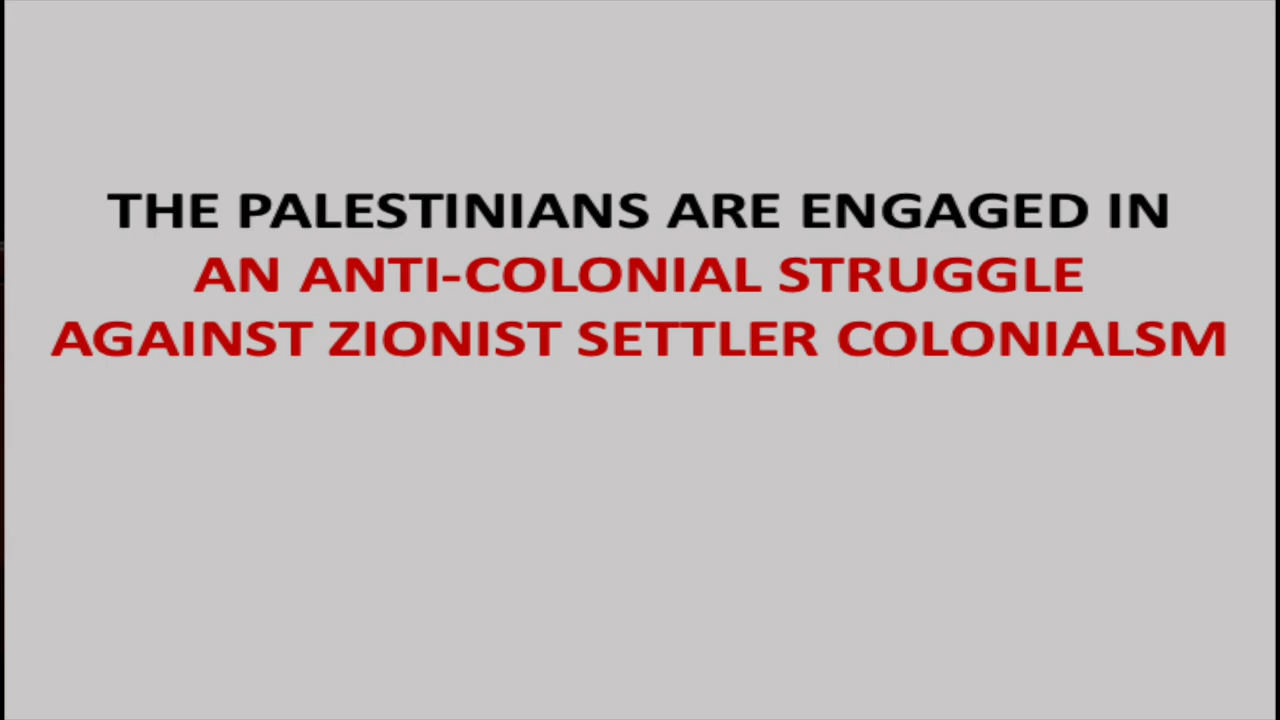 THE PALESTINIANS ARE ENGAGED IN
AN ANTI-COLONIAL STRUGGLE
AGAINST ZIONIST SETTLER COLONIALSM